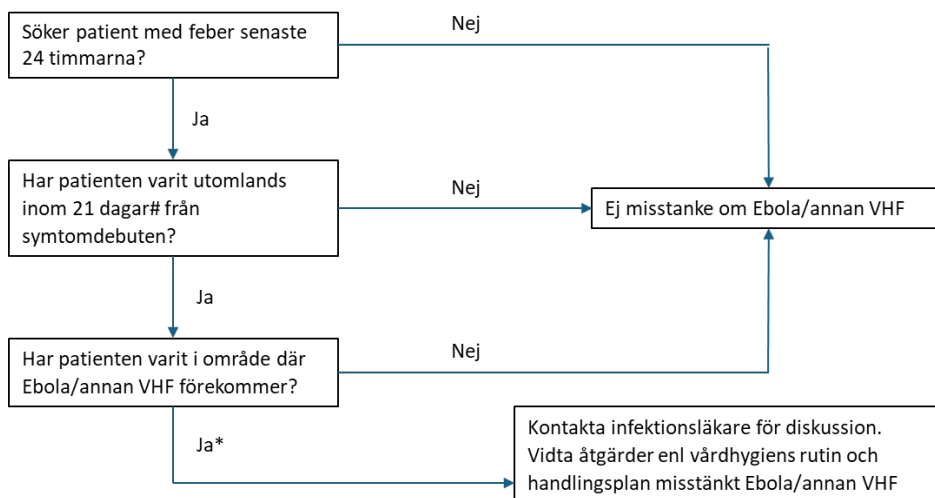 Söker patient med feber senaste
24 timmarna?
Nej
Ja
Har patienten varit utomlands
inom 21 dagar# från
symtomdebuten?
Nej
Ej misstanke om Ebola/annan VHF
Ja
Har patienten varit i område där
Ebola/annan VHF förekommer?
Nej
Ja*
Kontakta infektionsläkare för diskussion.
Vidta åtgärder enl vårdhygiens rutin och
handlingsplan misstänkt Ebola/annan VHF